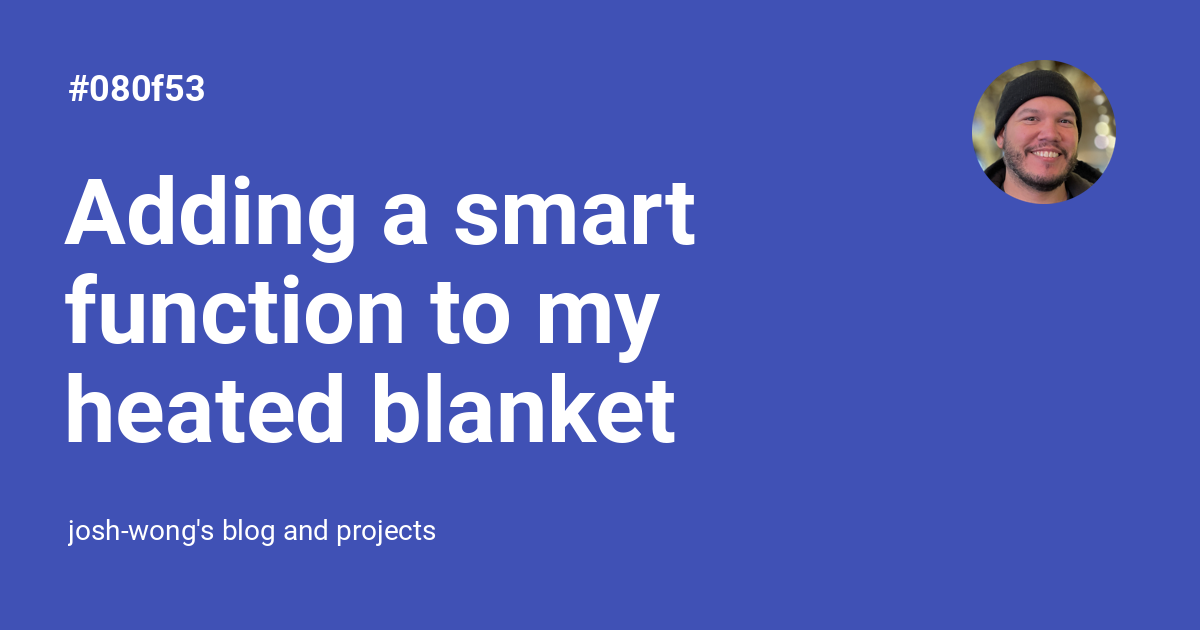 #080f53
Adding a smart
function to my
heated blanket
josh-wong's blog and projects